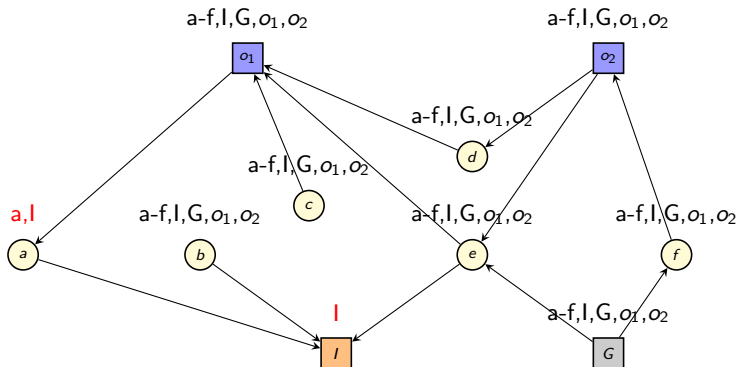 a–f,I,G,o₁,o₂
a–f,I,G,o₁,o₂
o₁
o₂
a–f,I,G,o₁,o₂
d
a–f,I,G,o₁,o₂
c
a,I
a–f,I,G,o₁,o₂
a–f,I,G,o₁,o₂
a–f,I,G,o₁,o₂
a
b
e
f
I
a–f,I,G,o₁,o₂
I
G